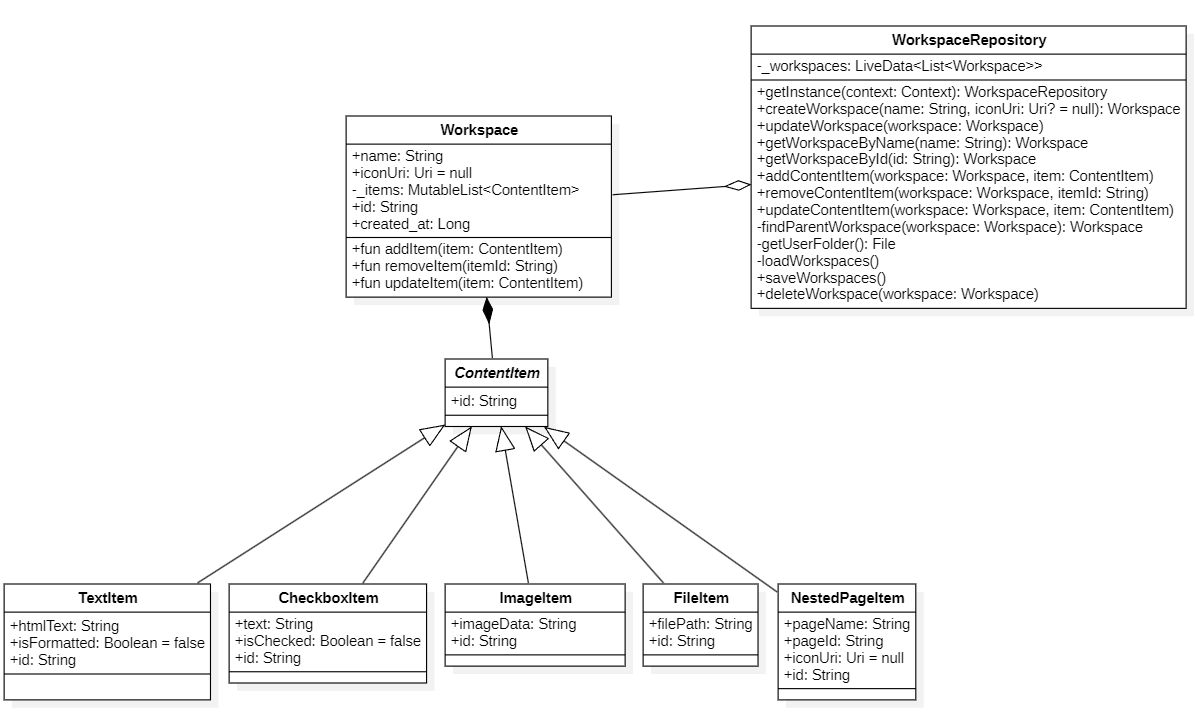 WorkspaceRepository
-_workspaces: LiveData<List<Workspace>>
+getInstance(context: Context): WorkspaceRepository
+createWorkspace(name: String, iconUri: Uri? = null): Workspace
+updateWorkspace(workspace: Workspace)
+getWorkspaceByName(name: String): Workspace
+getWorkspaceById(id: String): Workspace
+addContentItem(workspace: Workspace, item: ContentItem)
+removeContentItem(workspace: Workspace, itemId: String)
+updateContentItem(workspace: Workspace, item: ContentItem)
-findParentWorkspace(workspace: Workspace): Workspace
-getUserFolder(): File
-loadWorkspaces()
+saveWorkspaces()
+deleteWorkspace(workspace: Workspace)
Workspace
+name: String
+iconUri: Uri = null
-_items: MutableList<ContentItem>
+id: String
+created_at: Long
+fun addItem(item: ContentItem)
+fun removeItem(itemId: String)
+fun updateItem(item: ContentItem)
ContentItem
+id: String
TextItem
+htmlText: String
+isFormatted: Boolean = false
+id: String
CheckboxItem
+text: String
+isChecked: Boolean = false
+id: String
ImageItem
+imageData: String
+id: String
FileItem
+filePath: String
+id: String
NestedPageItem
+pageName: String
+pageId: String
+iconUri: Uri = null
+id: String